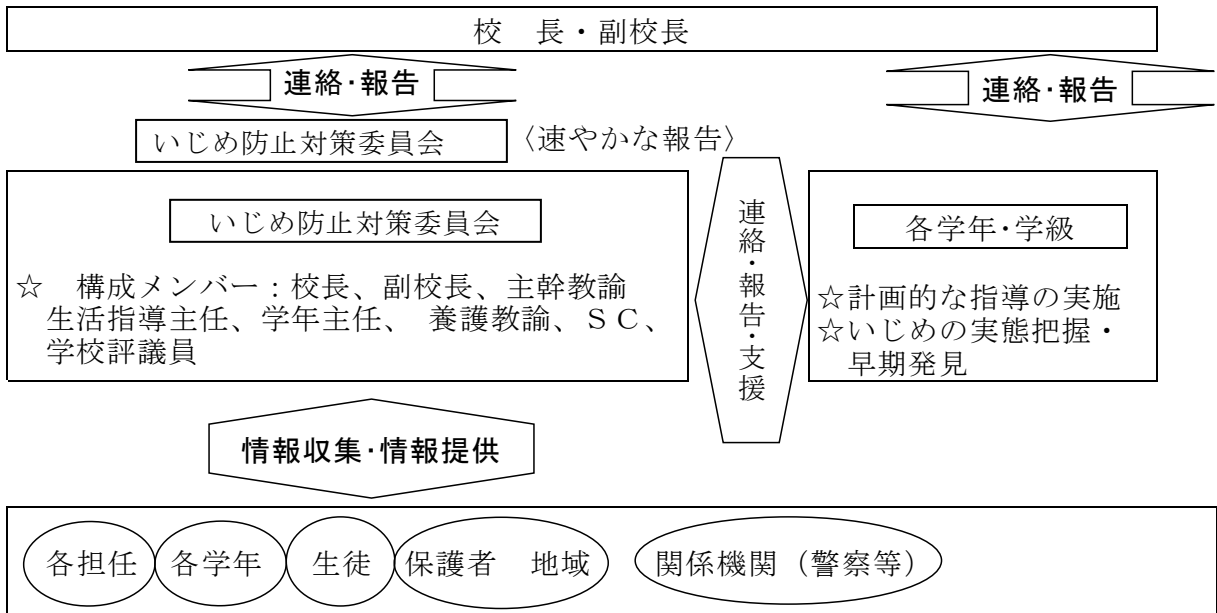 校　長・副校長
連絡･報告
連絡･報告
いじめ防止対策委員会
〈速やかな報告〉
いじめ防止対策委員会
☆　構成メンバー：校長、副校長、主幹教諭
生活指導主任、学年主任、　養護教諭、ＳＣ、
学校評議員
連絡・報告・支援
各学年･学級
☆計画的な指導の実施
☆いじめの実態把握・
早期発見
情報収集･情報提供
各担任
各学年
生徒
保護者　地域
関係機関（警察等）